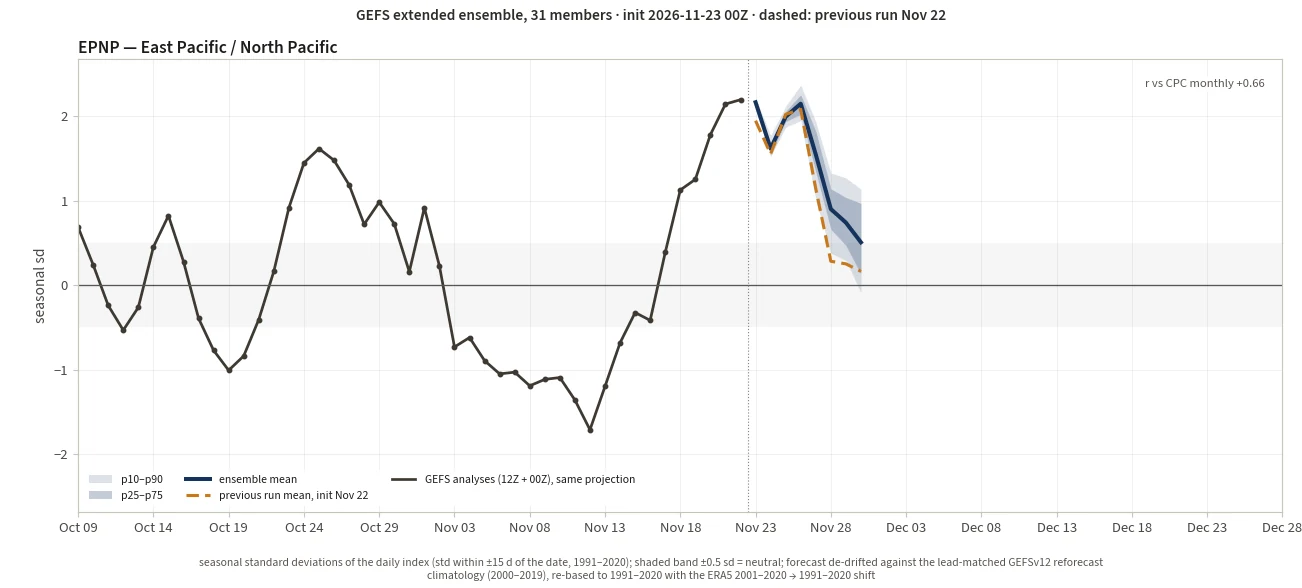 GEFS extended ensemble, 31 members · init 2026-11-23 00Z · dashed: previous run Nov 22
EPNP — East Pacific / North Pacific
r vs CPC monthly +0.66
seasonal sd
2
1
0
−1
−2
p10–p90
ensemble mean
GEFS analyses (12Z + 00Z), same projection
p25–p75
previous run mean, init Nov 22
Oct 09
Oct 14
Oct 19
Oct 24
Oct 29
Nov 03
Nov 08
Nov 13
Nov 18
Nov 23
Nov 28
Dec 03
Dec 08
Dec 13
Dec 18
Dec 23
Dec 28
seasonal standard deviations of the daily index (std within ±15 d of the date, 1991–2020); shaded band ±0.5 sd = neutral; forecast de-drifted against the lead-matched GEFSv12 reforecast
climatology (2000–2019), re-based to 1991–2020 with the ERA5 2001–2020 → 1991–2020 shift